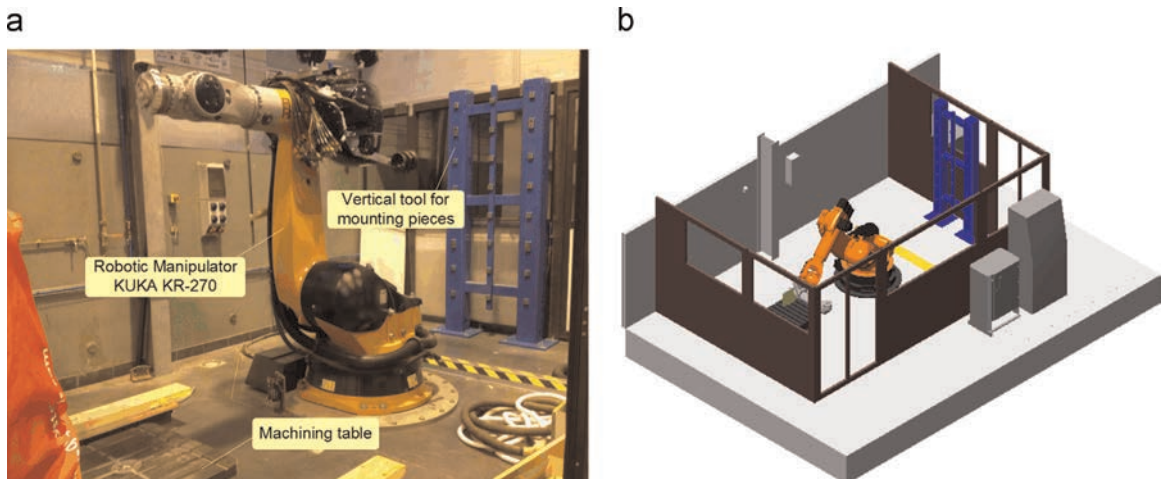 a
b
Vertical tool for
mounting pieces
Robotic Manipulator
KUKA KR-270
Machining table